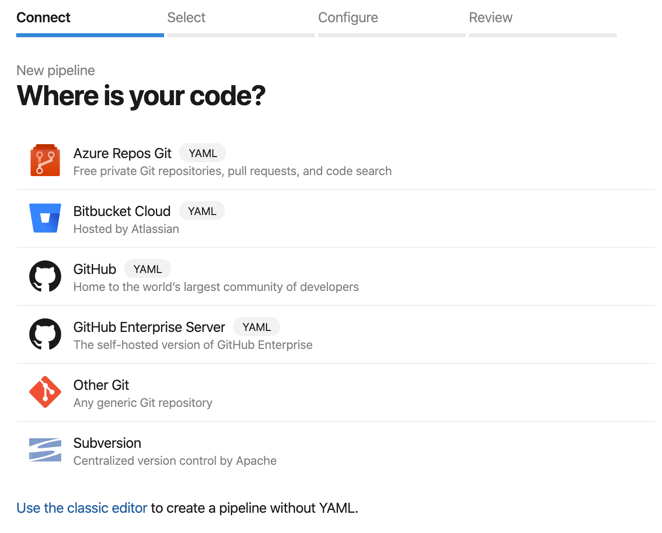 Connect Select Configure Review
New pipeline
Where is your code?
Azure Repos Git YAML
Free private Git repositories, pull requests, and code search
Bitbucket Cloud YAML
Hosted by Atlassian
GitHub YAML
Home to the world's largest community of developers
GitHub Enterprise Server YAML
The self-hosted version of GitHub Enterprise
Other Git
Any generic Git repository
Subversion
Centralized version control by Apache
Use the classic editor to create a pipeline without YAML.